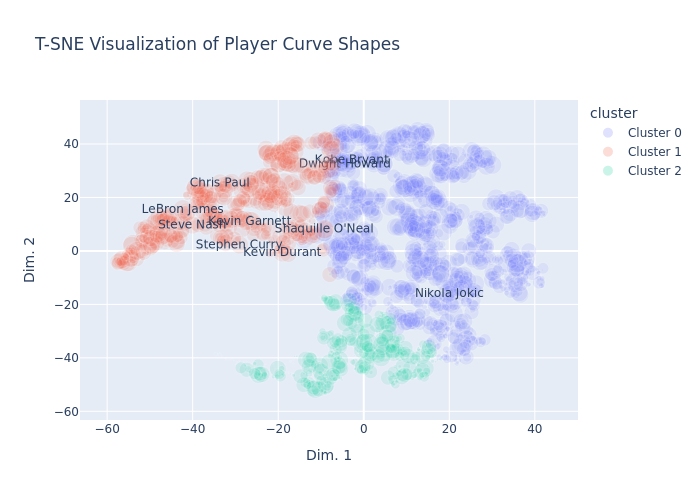 T-SNE Visualization of Player Curve Shapes
cluster
Cluster 0
Cluster 1
Cluster 2
Dim. 2
40
20
0
−20
−40
−60
Kobe Bryant
Dwight Howard
Chris Paul
LeBron James
Kevin Garnett
Steve Nash
Shaquille O'Neal
Stephen Curry
Kevin Durant
Nikola Jokic
−60
−40
−20
0
20
40
Dim. 1